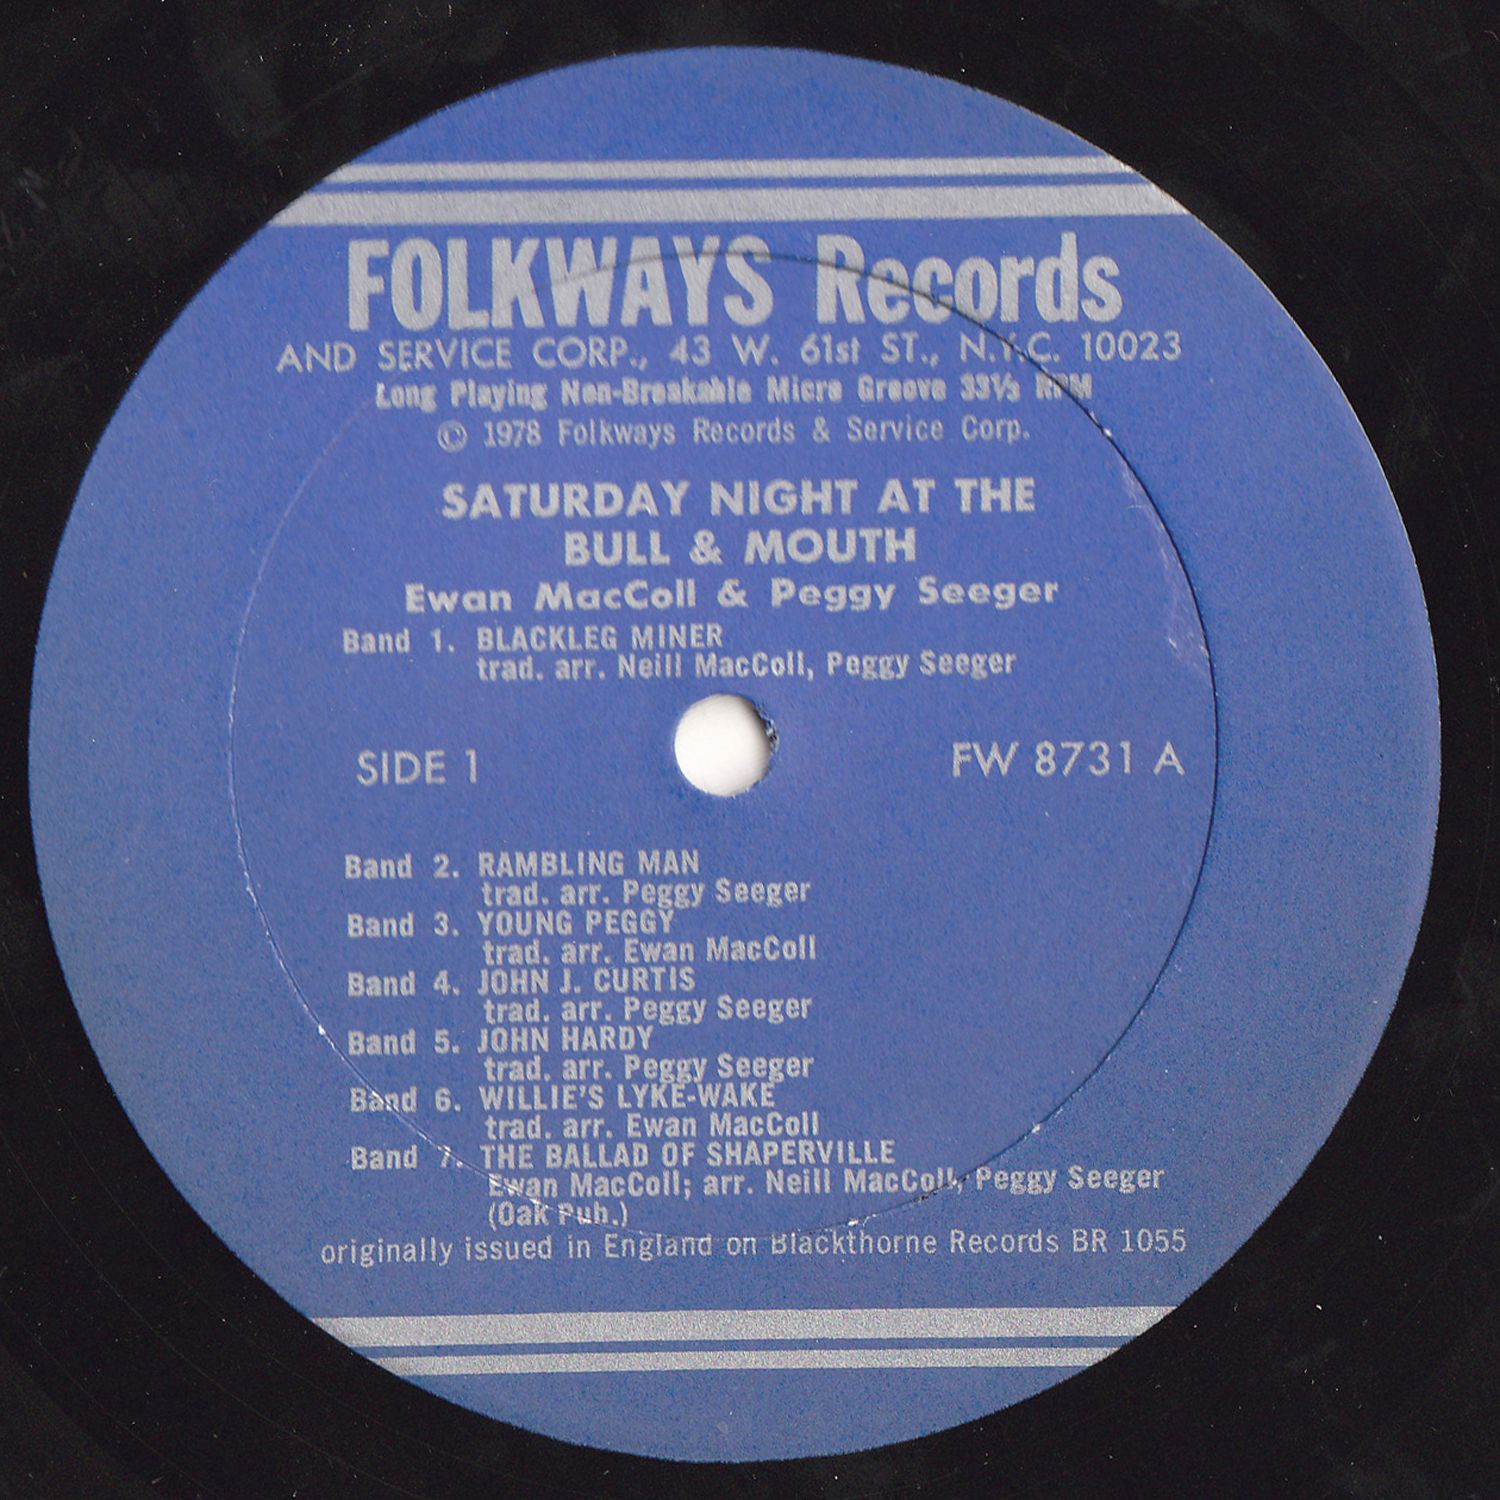 FOLKWAYS Records
AND SERVICE CORP., 43 W. 61st ST., N.Y.C. 10023
Long Playing Non-Breakable Micro Groove 33⅓ RPM
© 1978 Folkways Records & Service Corp.
SATURDAY NIGHT AT THE
BULL & MOUTH
Ewan MacColl & Peggy Seeger
Band 1. BLACKLEG MINER
trad. arr. Neill MacColl, Peggy Seeger
SIDE 1 FW 8731 A
Band 2. RAMBLING MAN
trad. arr. Peggy Seeger
Band 3. YOUNG PEGGY
trad. arr. Ewan MacColl
Band 4. JOHN J. CURTIS
trad. arr. Peggy Seeger
Band 5. JOHN HARDY
trad. arr. Peggy Seeger
Band 6. WILLIE'S LYKE-WAKE
trad. arr. Ewan MacColl
Band 7. THE BALLAD OF SHAPERVILLE
Ewan MacColl; arr. Neill MacColl, Peggy Seeger
(Oak Pub.)
originally issued in England on Blackthorne Records BR 1055